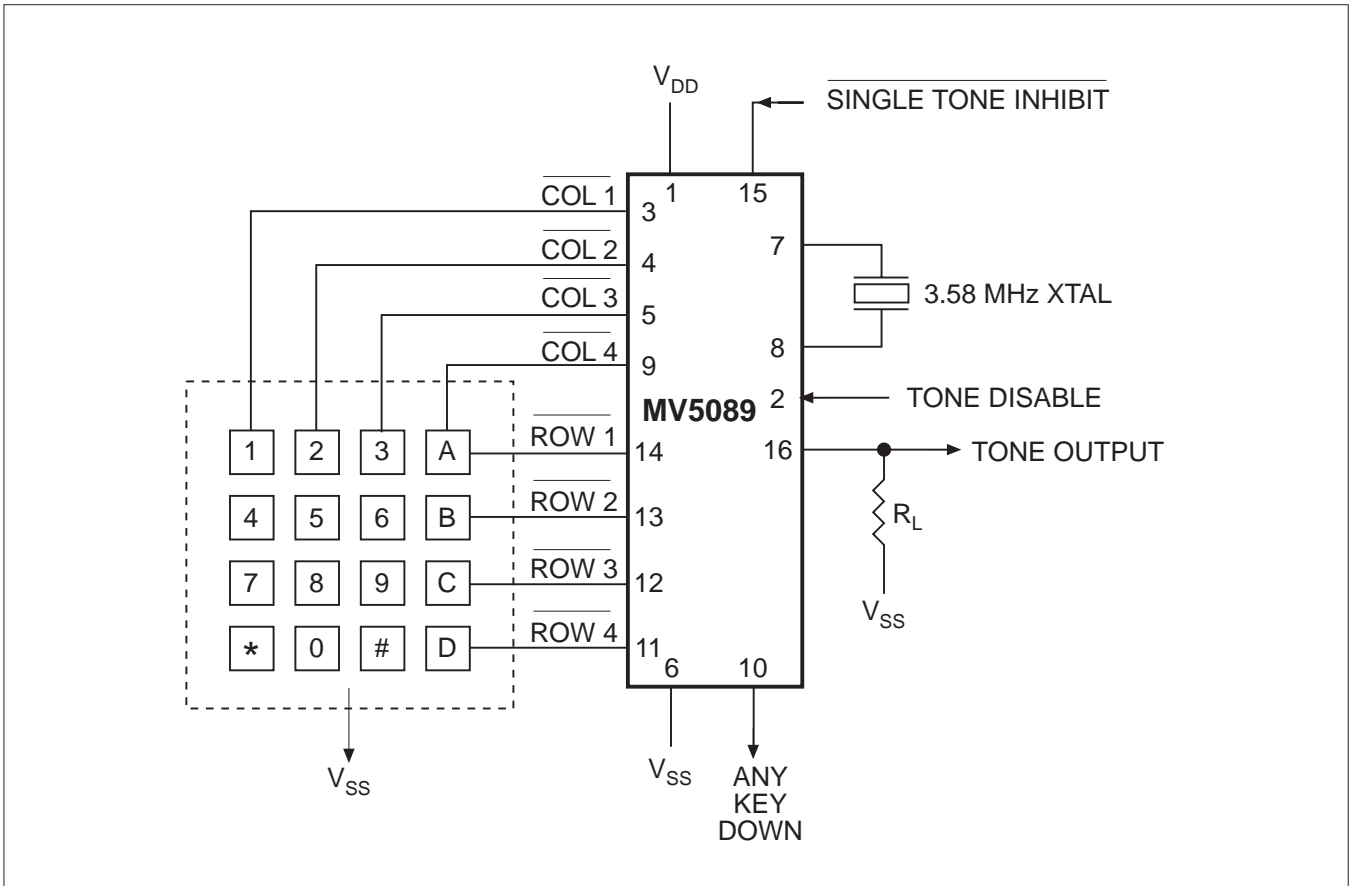 V_DD
SINGLE TONE INHIBIT
COL 1
3
1
15
COL 2
4
7
COL 3
5
3.58 MHz XTAL
COL 4
9
8
MV5089
2
TONE DISABLE
1 2 3 A
ROW 1
14
16
TONE OUTPUT
4 5 6 B
ROW 2
13
R_L
7 8 9 C
ROW 3
12
V_SS
* 0 # D
ROW 4
11
6
10
V_SS
V_SS
ANY
KEY
DOWN